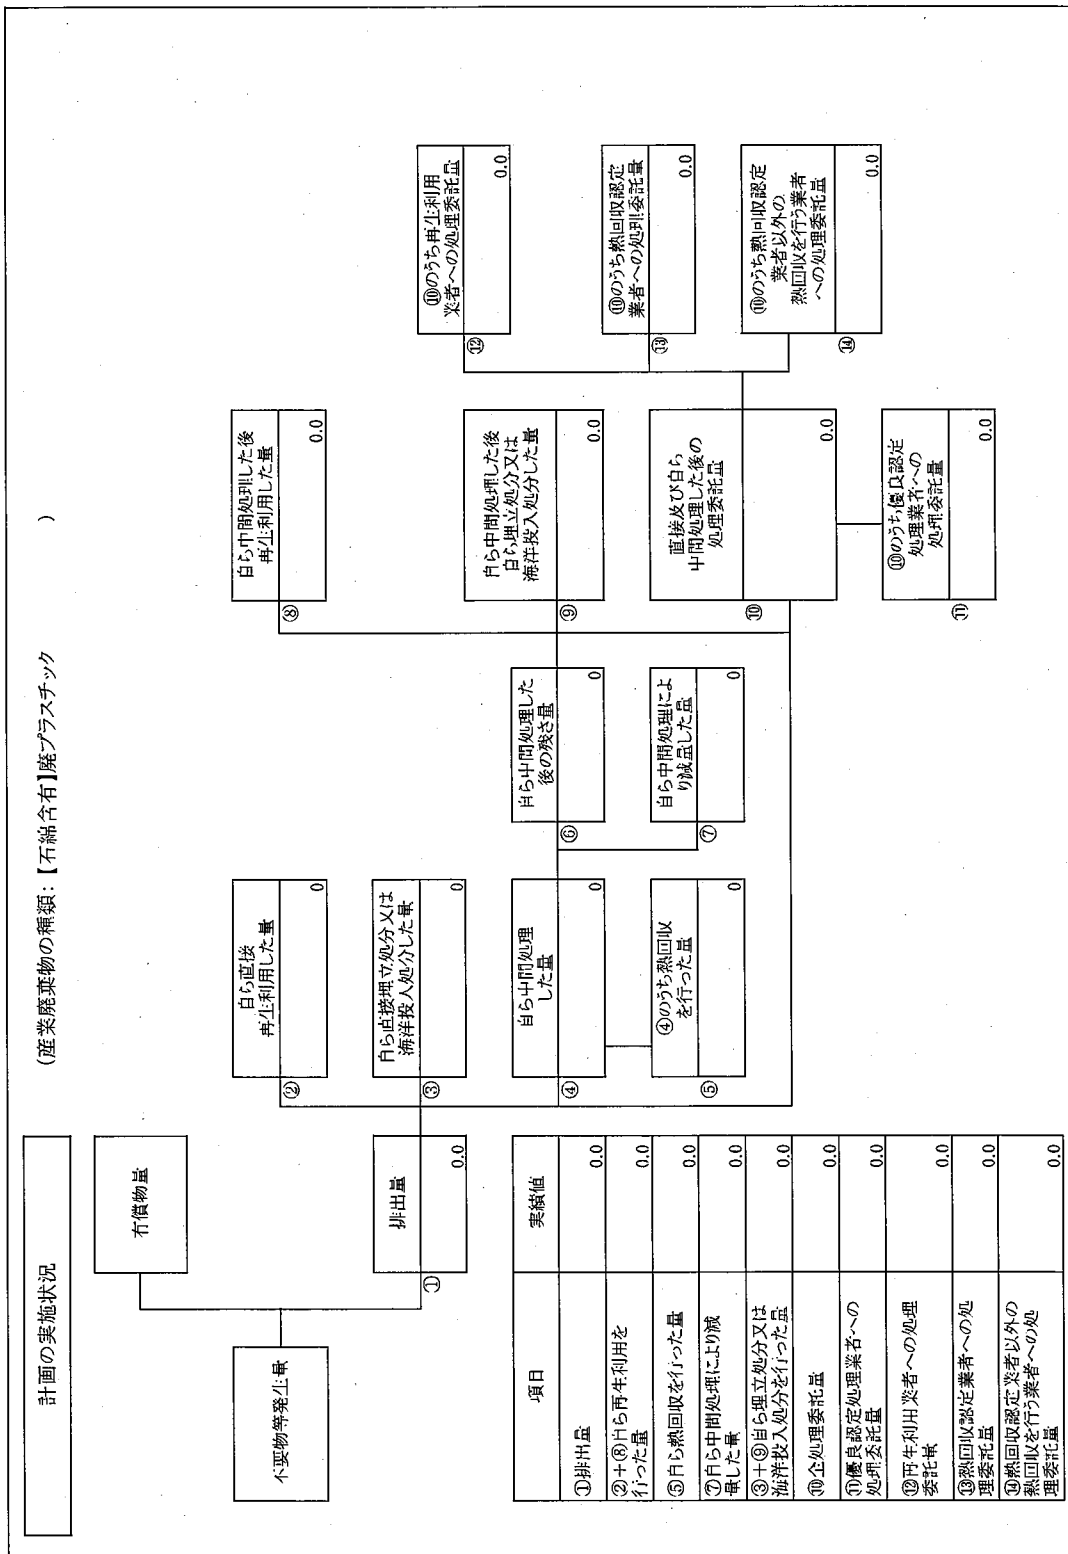 計画の実施状況
(産業廃棄物の種類:【石綿含有】廃プラスチック
)
不要物等発生量
有償物量
①
排出量
0.0
②
自ら直接
再生利用した量
0
③
自ら直接埋立処分又は
海洋投入処分した量
0
④
自ら中間処理
した量
0
⑤
④のうち熱回収
を行った量
0
⑥
自ら中間処理した
後の残さ量
0
⑦
自ら中間処理によ
り減量した量
0
⑧
自ら中間処理した後
再生利用した量
0.0
⑨
自ら中間処理した後
自ら埋立処分又は
海洋投入処分した量
0.0
⑩
直接及び自ら
中間処理した後の
処理委託量
0.0
⑪
⑩のうち優良認定
処理業者への
処理委託量
0.0
⑫
⑩のうち再生利用
業者への処理委託量
0.0
⑬
⑩のうち熱回収認定
業者への処理委託量
0.0
⑭
⑩のうち熱回収認定
業者以外の
熱回収を行う業者
への処理委託量
0.0
項目 実績値
①排出量 0.0
②+⑧自ら再生利用を
行った量 0.0
⑤自ら熱回収を行った量 0.0
⑦自ら中間処理により減
量した量 0.0
③+⑨自ら埋立処分又は
海洋投入処分を行った量 0.0
⑩全処理委託量 0.0
⑪優良認定処理業者への
処理委託量 0.0
⑫再生利用業者への処理
委託量 0.0
⑬熱回収認定業者への処
理委託量 0.0
⑭熱回収認定業者以外の
熱回収を行う業者への処
理委託量 0.0